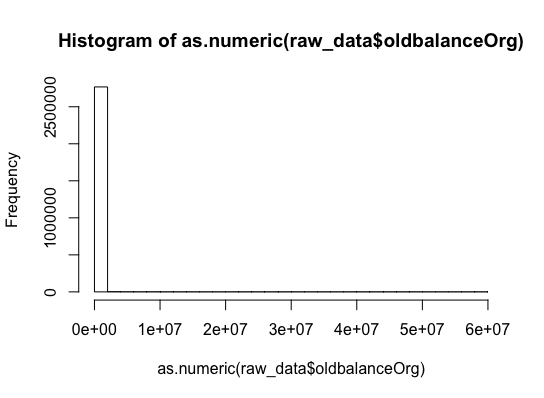 Histogram of as.numeric(raw_data$oldbalanceOrg)
Frequency
2500000
1000000
0
0e+00 1e+07 2e+07 3e+07 4e+07 5e+07 6e+07
as.numeric(raw_data$oldbalanceOrg)